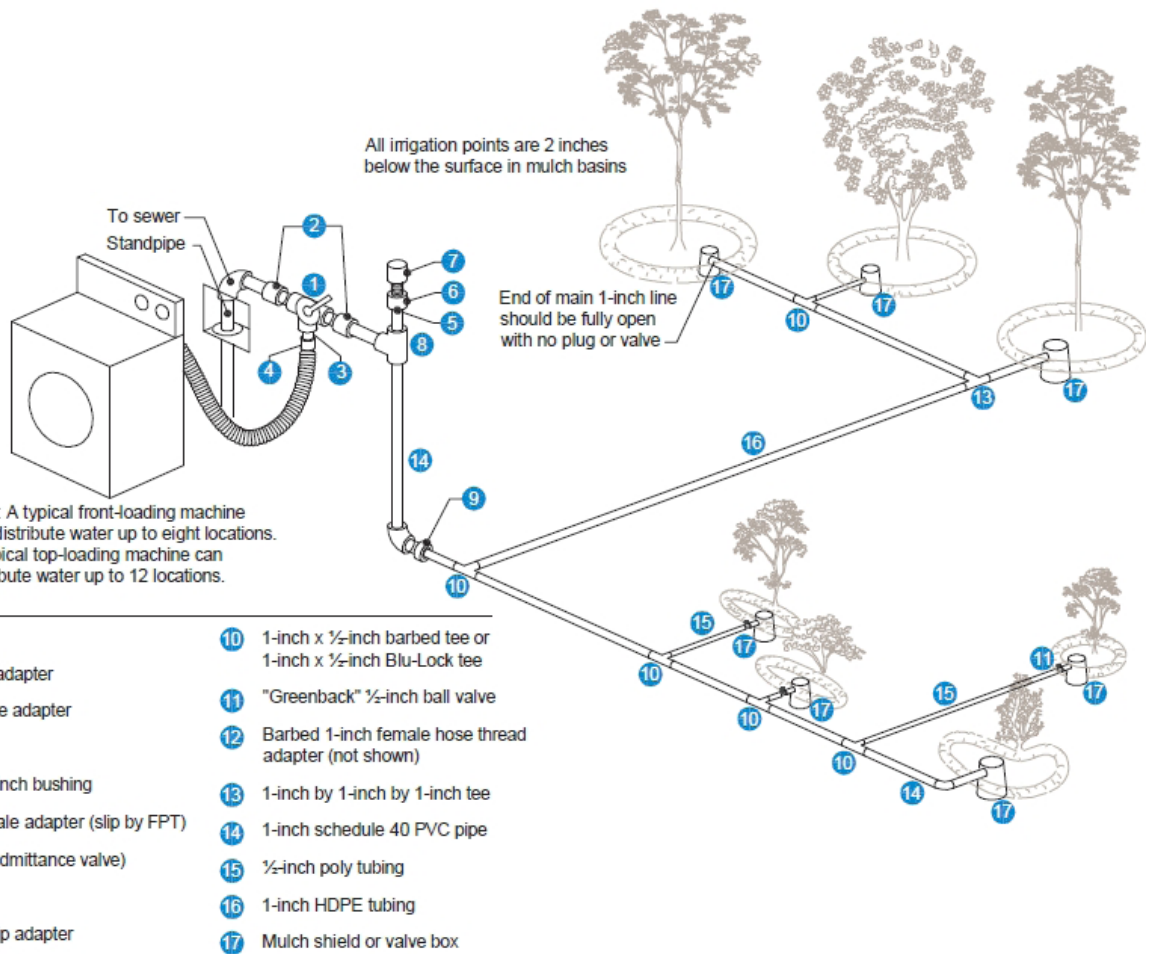 All irrigation points are 2 inches
below the surface in mulch basins
To sewer
Standpipe
2
1
7
6
5
8
4
3
14
9
End of main 1-inch line
should be fully open
with no plug or valve
17
10
17
13
17
16
10
: A typical front-loading machine
distribute water up to eight locations.
pical top-loading machine can
bute water up to 12 locations.
15
17
10
17
10
15
11
17
10
14
17
adapter
e adapter
nch bushing
ale adapter (slip by FPT)
dmittance valve)
p adapter
10 1-inch x ½-inch barbed tee or
1-inch x ½-inch Blu-Lock tee
11 "Greenback" ½-inch ball valve
12 Barbed 1-inch female hose thread
adapter (not shown)
13 1-inch by 1-inch by 1-inch tee
14 1-inch schedule 40 PVC pipe
15 ½-inch poly tubing
16 1-inch HDPE tubing
17 Mulch shield or valve box